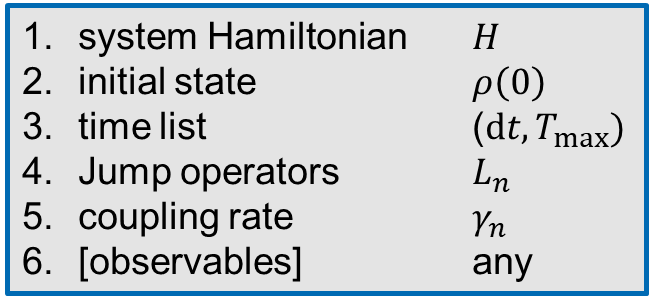 1. system Hamiltonian H
2. initial state ρ(0)
3. time list (dt, Tmax)
4. Jump operators Ln
5. coupling rate γn
6. [observables] any